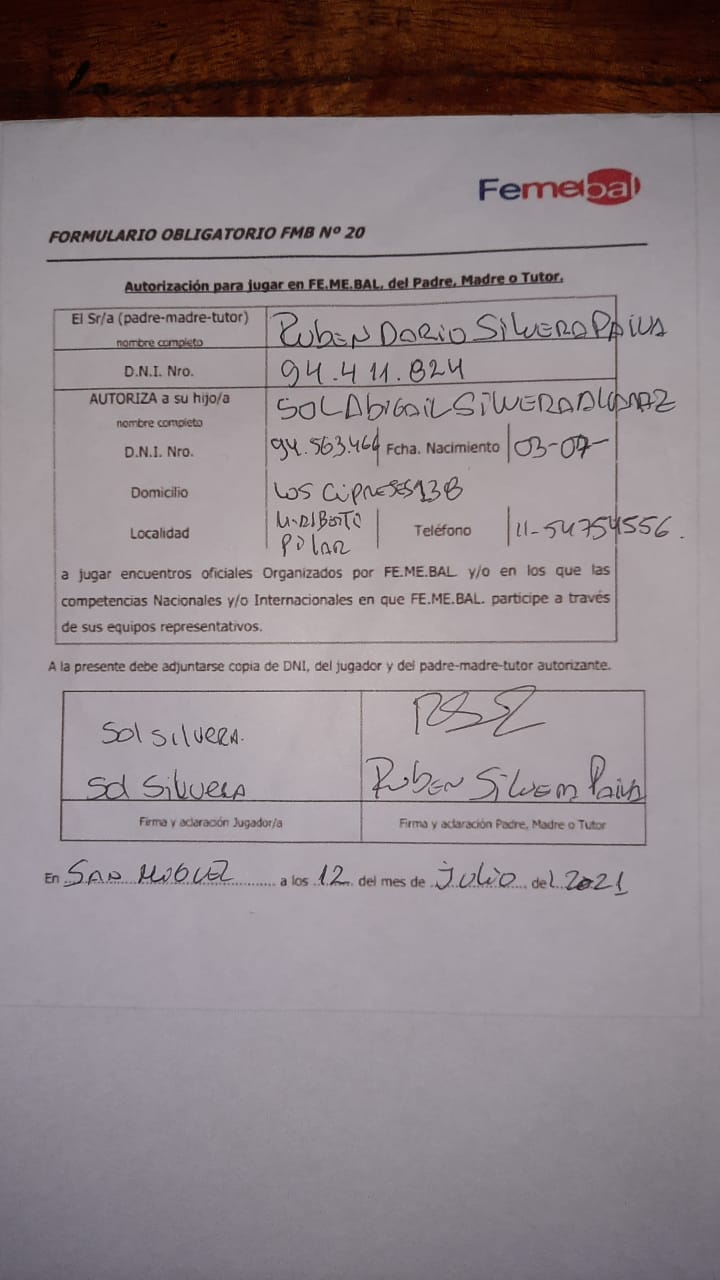 Femebal
FORMULARIO OBLIGATORIO FMB Nº 20
Autorización para jugar en FE.ME.BAL. del Padre, Madre o Tutor.
El Sr/a (padre-madre-tutor) nombre completo RUBEN DARIO SILVERA PAIVA
D.N.I. Nro. 94.411.824
AUTORIZA a su hijo/a nombre completo SOL ABIGAIL SILVERA
D.N.I. Nro. Fcha. Nacimiento 03-07-
Domicilio LOS CIPRESES 138
Localidad POLAR Teléfono 11-54754556.
a jugar encuentros oficiales Organizados por FE.ME.BAL y/o en los que las
competencias Nacionales y/o Internacionales en que FE.ME.BAL. participe a través
de sus equipos representativos.
A la presente debe adjuntarse copia de DNI, del jugador y del padre-madre-tutor autorizante.
Sol SILVERA.
Sol SILVERA RUBEN SILVERA PAIVA
Firma y aclaración Jugador/a Firma y aclaración Padre, Madre o Tutor
En SAN MIGUEL a los 12 del mes de JULIO del 2021